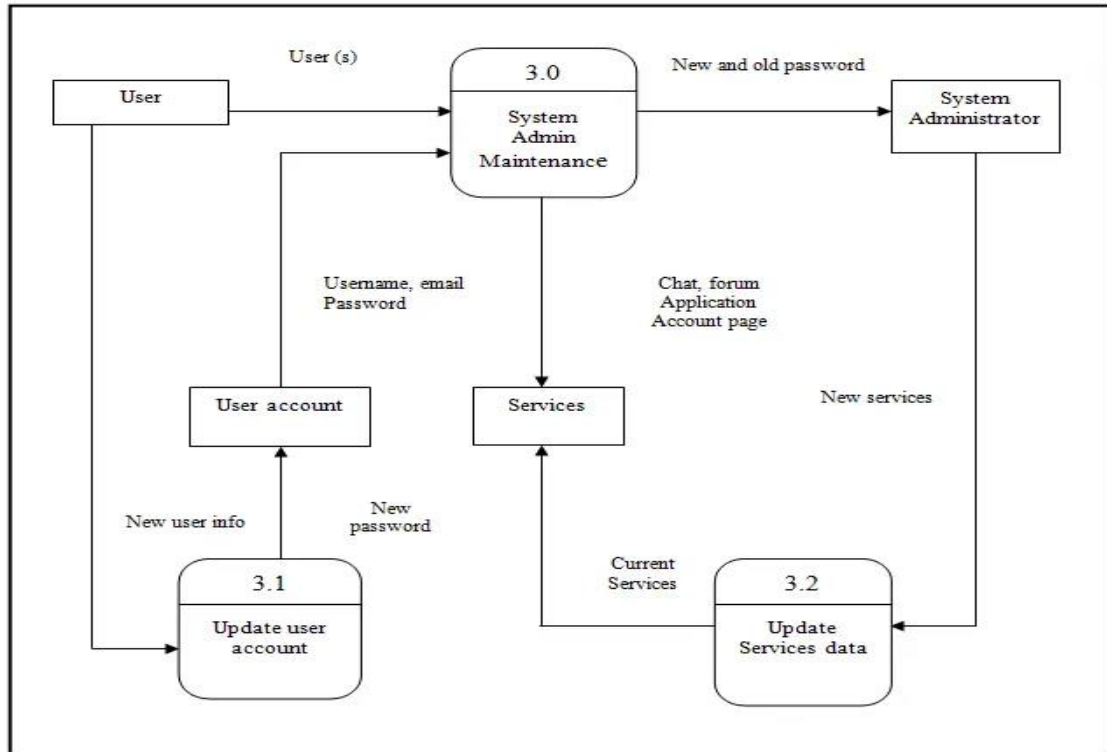 User (s)
3.0
New and old password
User
System
Admin
Maintenance
System
Administrator
Username, email
Password
Chat, forum
Application
Account page
User account
Services
New services
New user info
New
password
Current
Services
3.1
Update user
account
3.2
Update
Services data